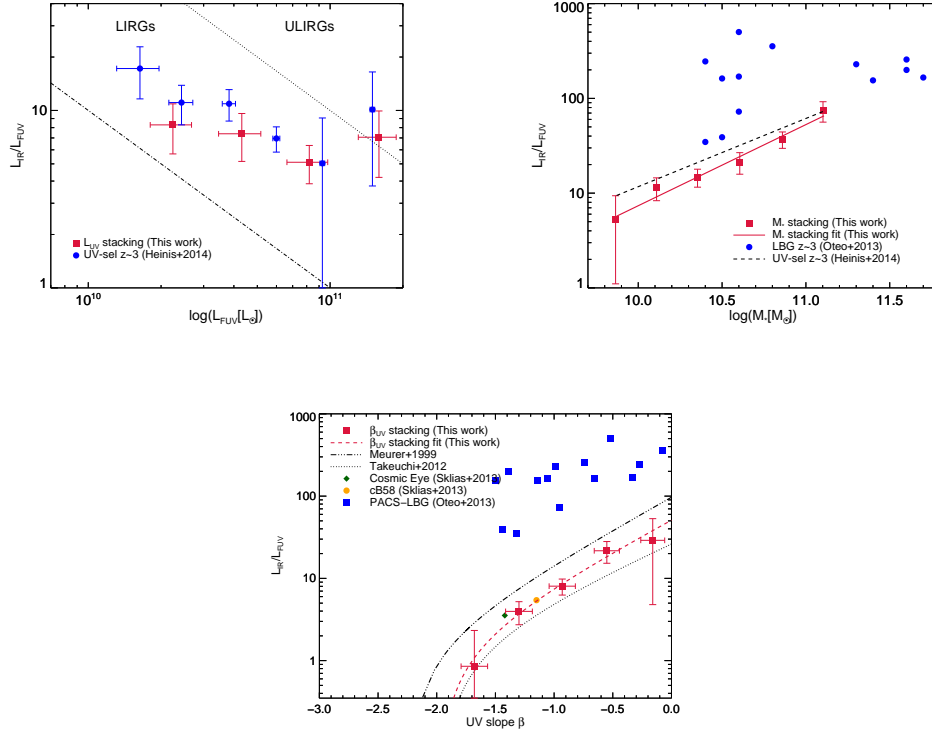 LIRGs ULIRGs
10
1
L_IR/L_FUV
L_UV stacking (This work)
UV-sel z~3 (Heinis+2014)
10^10 10^11
log(L_FUV[L_⊙])
1000
100
10
1
L_IR/L_FUV
M_* stacking (This work)
M_* stacking fit (This work)
LBG z~3 (Oteo+2013)
UV-sel z~3 (Heinis+2014)
10.0 10.5 11.0 11.5
log(M_*[M_⊙])
1000
100
10
1
L_IR/L_FUV
β_UV stacking (This work)
β_UV stacking fit (This work)
Meurer+1999
Takeuchi+2012
Cosmic Eye (Sklias+2013)
cB58 (Sklias+2013)
PACS-LBG (Oteo+2013)
-3.0 -2.5 -2.0 -1.5 -1.0 -0.5 0.0
UV slope β